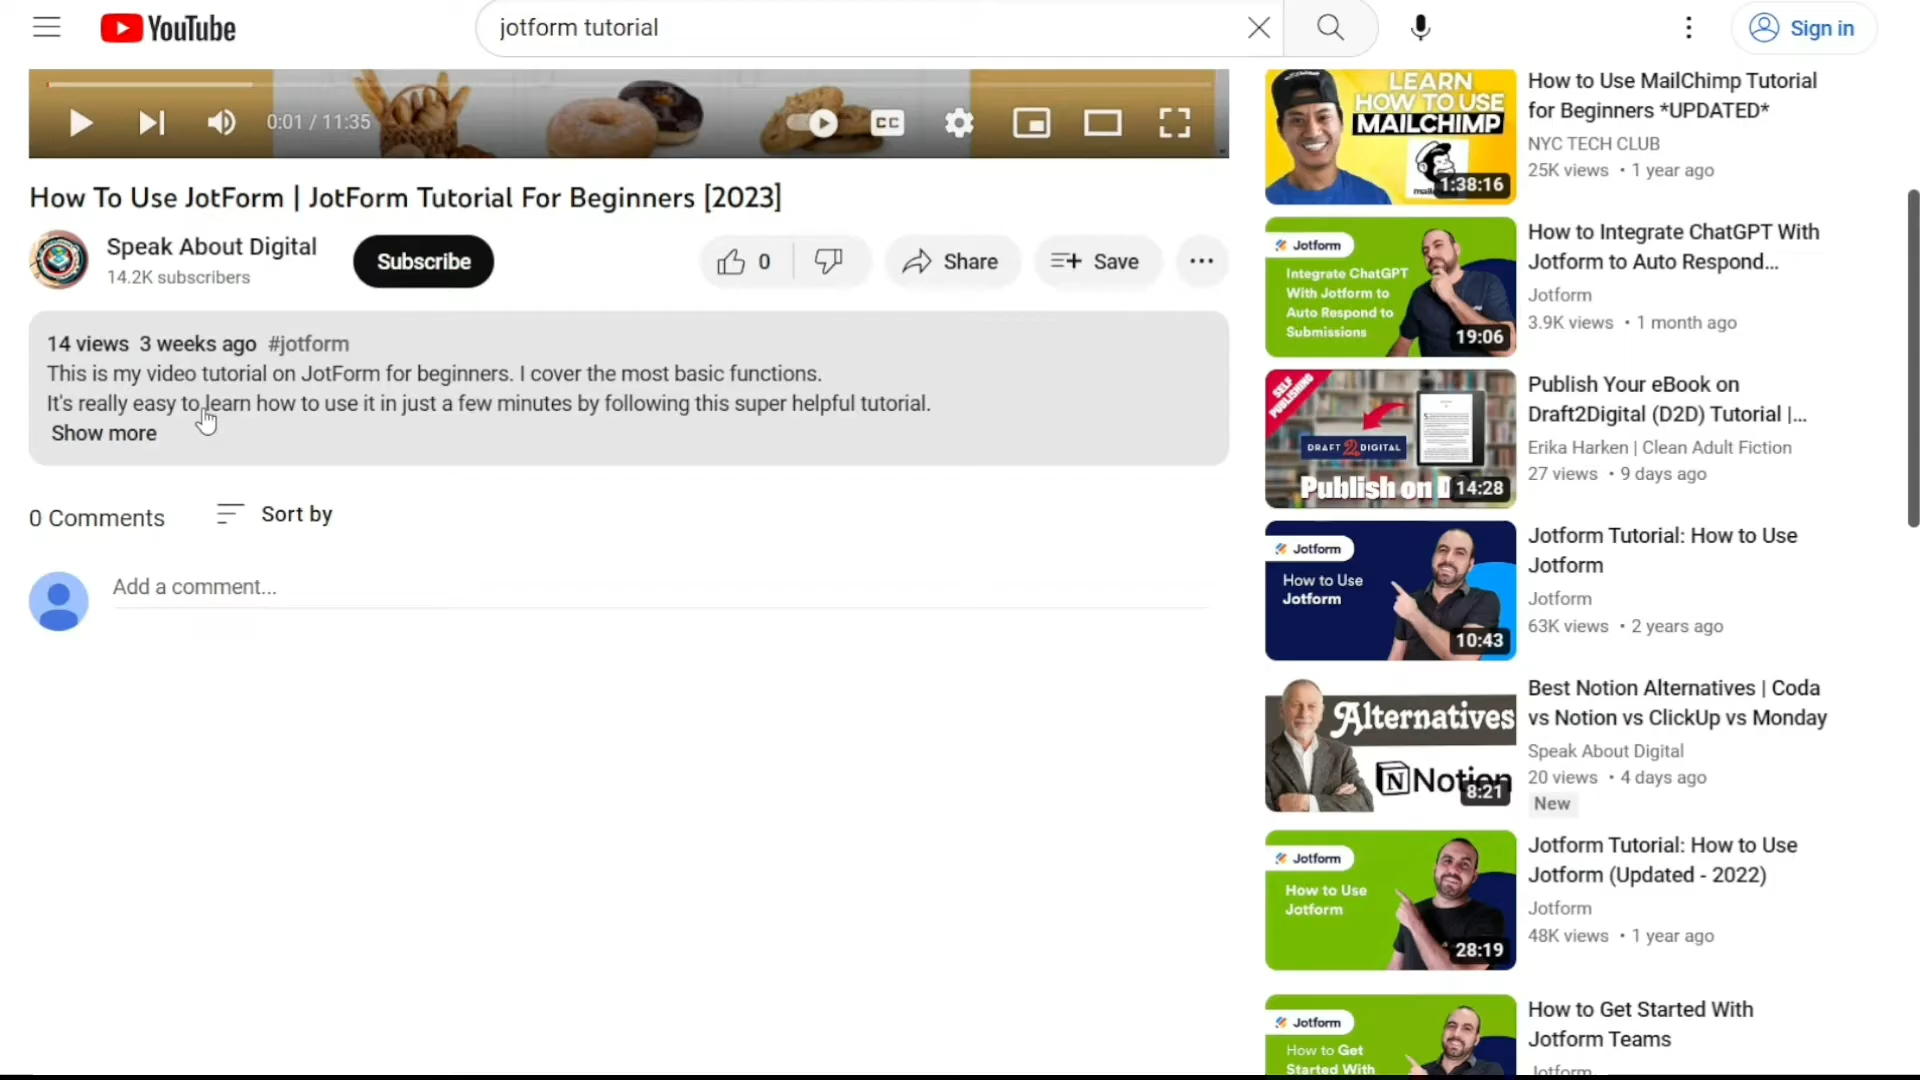 YouTube
jotform tutorial
Sign in
0:01 / 11:35
CC
How To Use JotForm | JotForm Tutorial For Beginners [2023]
Speak About Digital
14.2K subscribers
Subscribe
0
Share
Save
14 views 3 weeks ago #jotform
This is my video tutorial on JotForm for beginners. I cover the most basic functions.
It's really easy to learn how to use it in just a few minutes by following this super helpful tutorial.
Show more
0 Comments
Sort by
Add a comment...
LEARN
HOW TO USE
MAILCHIMP
1:38:16
How to Use MailChimp Tutorial
for Beginners *UPDATED*
NYC TECH CLUB
25K views • 1 year ago
Jotform
Integrate ChatGPT
With Jotform to
Auto Respond to
Submissions
19:06
How to Integrate ChatGPT With
Jotform to Auto Respond...
Jotform
3.9K views • 1 month ago
SELF
PUBLISHING
DRAFT 2 DIGITAL
Publish on D
14:28
Publish Your eBook on
Draft2Digital (D2D) Tutorial |...
Erika Harken | Clean Adult Fiction
27 views • 9 days ago
Jotform
How to Use
Jotform
10:43
Jotform Tutorial: How to Use
Jotform
Jotform
63K views • 2 years ago
Alternatives
Notion
8:21
Best Notion Alternatives | Coda
vs Notion vs ClickUp vs Monday
Speak About Digital
20 views • 4 days ago
New
Jotform
How to Use
Jotform
28:19
Jotform Tutorial: How to Use
Jotform (Updated - 2022)
Jotform
48K views • 1 year ago
Jotform
How to Get
Started With
How to Get Started With
Jotform Teams
Jotform